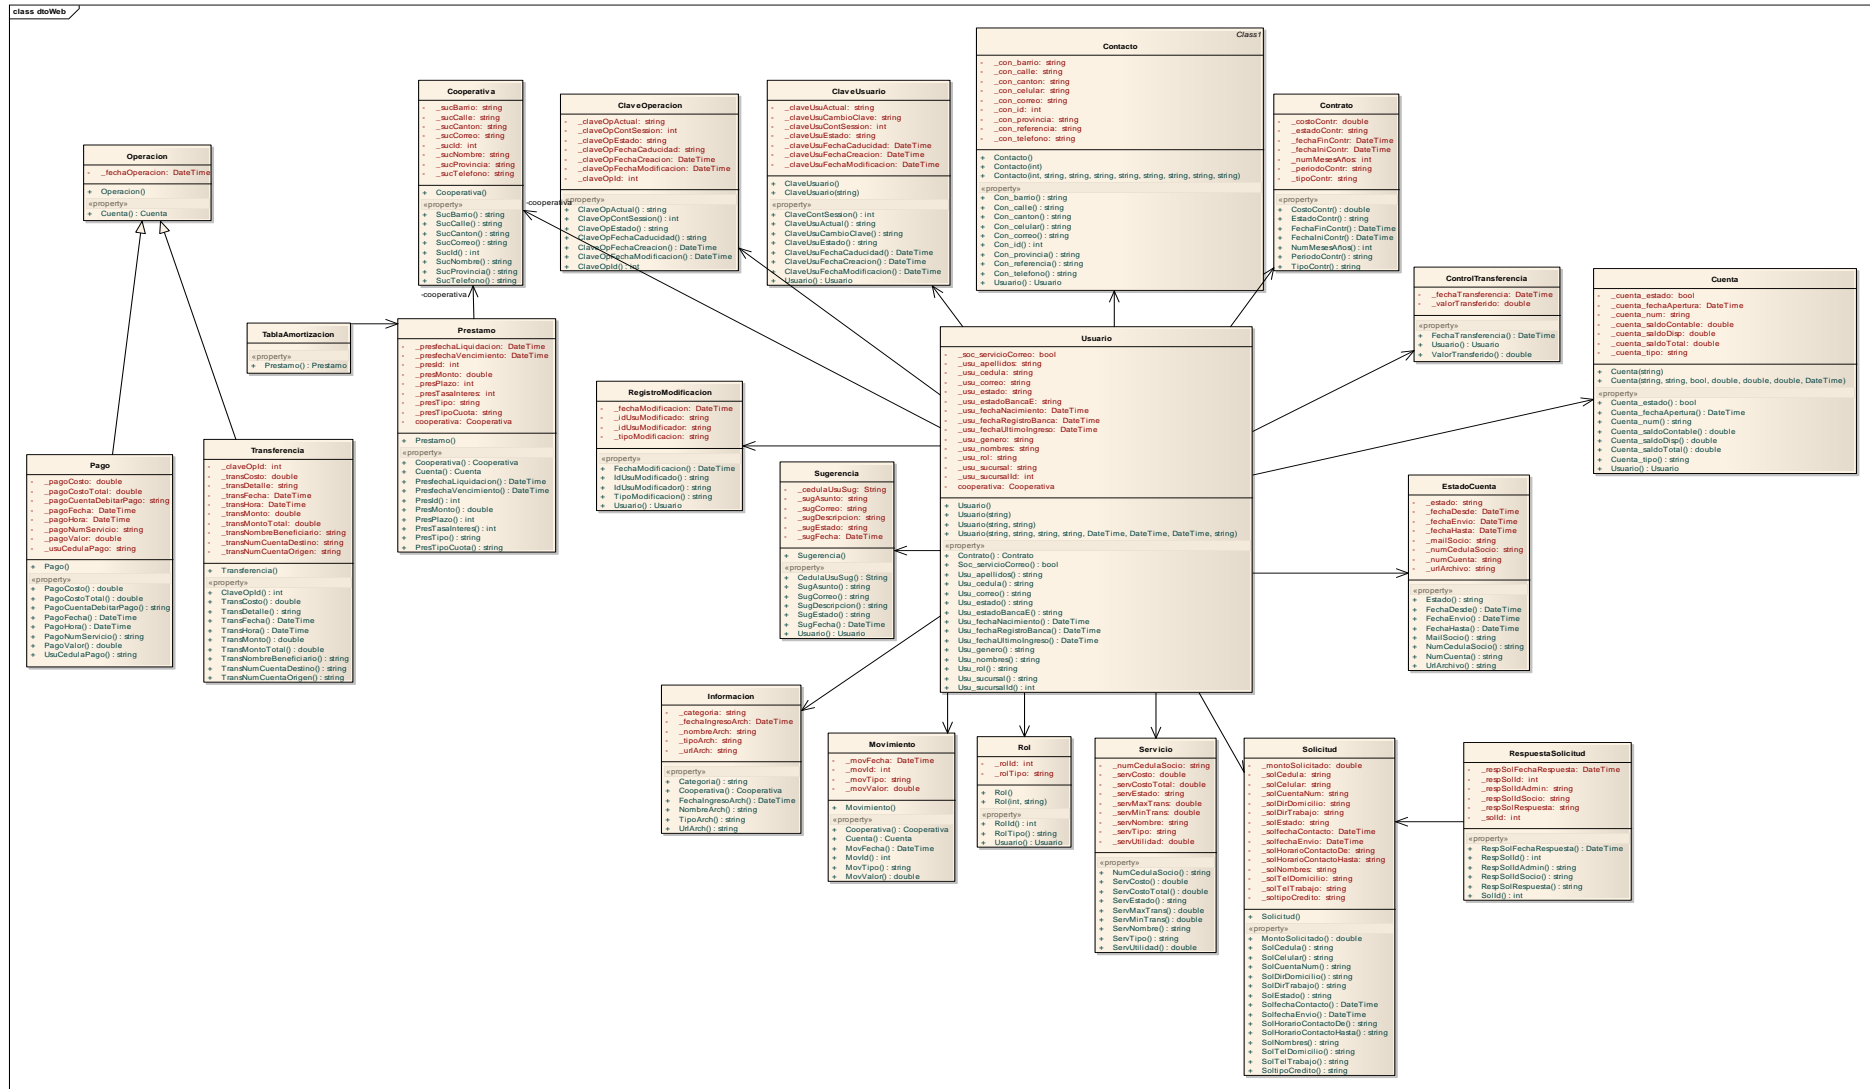 class dtoWeb
Operacion
- _fechaOperacion: DateTime
+ Operacion()
«property»
+ Cuenta() : Cuenta
Cooperativa
- _sucBarrio: string
- _sucCalle: string
- _sucCanton: string
- _sucCorreo: string
- _sucId: int
- _sucNombre: string
- _sucProvincia: string
- _sucTelefono: string
+ Cooperativa()
«property»
+ SucBarrio() : string
+ SucCalle() : string
+ SucCanton() : string
+ SucCorreo() : string
+ SucId() : int
+ SucNombre() : string
+ SucProvincia() : string
+ SucTelefono() : string
-cooperativa
-cooperativa
ClaveOperacion
- _claveOpActual: string
- _claveOpContSession: int
- _claveOpEstado: string
- _claveOpFechaCaducidad: string
- _claveOpFechaCreacion: DateTime
- _claveOpFechaModificacion: DateTime
- _claveOpId: int
«property»
+ ClaveOpActual() : string
+ ClaveOpContSession() : int
+ ClaveOpEstado() : string
+ ClaveOpFechaCaducidad() : string
+ ClaveOpFechaCreacion() : DateTime
+ ClaveOpFechaModificacion() : DateTime
+ ClaveOpId() : int
ClaveUsuario
- _claveUsuActual: string
- _claveUsuCambioClave: string
- _claveUsuContSession: int
- _claveUsuEstado: string
- _claveUsuFechaCaducidad: DateTime
- _claveUsuFechaCreacion: DateTime
- _claveUsuFechaModificacion: DateTime
+ ClaveUsuario()
+ ClaveUsuario(string)
«property»
+ ClaveContSession() : int
+ ClaveUsuActual() : string
+ ClaveUsuCambioClave() : string
+ ClaveUsuEstado() : string
+ ClaveUsuFechaCaducidad() : DateTime
+ ClaveUsuFechaCreacion() : DateTime
+ ClaveUsuFechaModificacion() : DateTime
+ Usuario() : Usuario
Class1
Contacto
- _con_barrio: string
- _con_calle: string
- _con_canton: string
- _con_celular: string
- _con_correo: string
- _con_id: int
- _con_provincia: string
- _con_referencia: string
- _con_telefono: string
+ Contacto()
+ Contacto(int)
+ Contacto(int, string, string, string, string, string, string, string, string)
«property»
+ Con_barrio() : string
+ Con_calle() : string
+ Con_canton() : string
+ Con_celular() : string
+ Con_correo() : string
+ Con_id() : int
+ Con_provincia() : string
+ Con_referencia() : string
+ Con_telefono() : string
+ Usuario() : Usuario
Contrato
- _costoContr: double
- _estadoContr: string
- _fechaFinContr: DateTime
- _fechaIniContr: DateTime
- _numMesesAños: int
- _periodoContr: string
- _tipoContr: string
«property»
+ CostoContr() : double
+ EstadoContr() : string
+ FechaFinContr() : DateTime
+ FechaIniContr() : DateTime
+ NumMesesAños() : int
+ PeriodoContr() : string
+ TipoContr() : string
ControlTransferencia
- _fechaTransferencia: DateTime
- _valorTransferido: double
«property»
+ FechaTransferencia() : DateTime
+ Usuario() : Usuario
+ ValorTransferido() : double
Cuenta
- _cuenta_estado: bool
- _cuenta_fechaApertura: DateTime
- _cuenta_num: string
- _cuenta_saldoContable: double
- _cuenta_saldoDisp: double
- _cuenta_saldoTotal: double
- _cuenta_tipo: string
+ Cuenta(string)
+ Cuenta(string, string, bool, double, double, double, DateTime)
«property»
+ Cuenta_estado() : bool
+ Cuenta_fechaApertura() : DateTime
+ Cuenta_num() : string
+ Cuenta_saldoContable() : double
+ Cuenta_saldoDisp() : double
+ Cuenta_saldoTotal() : double
+ Cuenta_tipo() : string
+ Usuario() : Usuario
TablaAmortizacion
«property»
+ Prestamo() : Prestamo
Prestamo
- _presfechaLiquidacion: DateTime
- _presfechaVencimiento: DateTime
- _presId: int
- _presMonto: double
- _presPlazo: int
- _presTasaInteres: int
- _presTipo: string
- _presTipoCuota: string
- cooperativa: Cooperativa
+ Prestamo()
«property»
+ Cooperativa() : Cooperativa
+ Cuenta() : Cuenta
+ PresfechaLiquidacion() : DateTime
+ PresfechaVencimiento() : DateTime
+ PresId() : int
+ PresMonto() : double
+ PresPlazo() : int
+ PresTasaInteres() : int
+ PresTipo() : string
+ PresTipoCuota() : string
RegistroModificacion
- _fechaModificacion: DateTime
- _idUsuModificado: string
- _idUsuModificador: string
- _tipoModificacion: string
«property»
+ FechaModificacion() : DateTime
+ IdUsuModificado() : string
+ IdUsuModificador() : string
+ TipoModificacion() : string
+ Usuario() : Usuario
Usuario
- _soc_servicioCorreo: bool
- _usu_apellidos: string
- _usu_cedula: string
- _usu_correo: string
- _usu_estado: string
- _usu_estadoBancaE: string
- _usu_fechaNacimiento: DateTime
- _usu_fechaRegistroBanca: DateTime
- _usu_fechaUltimoIngreso: DateTime
- _usu_genero: string
- _usu_nombres: string
- _usu_rol: string
- _usu_sucursal: string
- _usu_sucursalId: int
- cooperativa: Cooperativa
+ Usuario()
+ Usuario(string)
+ Usuario(string, string)
+ Usuario(string, string, string, string, DateTime, DateTime, DateTime, string)
«property»
+ Contrato() : Contrato
+ Soc_servicioCorreo() : bool
+ Usu_apellidos() : string
+ Usu_cedula() : string
+ Usu_correo() : string
+ Usu_estado() : string
+ Usu_estadoBancaE() : string
+ Usu_fechaNacimiento() : DateTime
+ Usu_fechaRegistroBanca() : DateTime
+ Usu_fechaUltimoIngreso() : DateTime
+ Usu_genero() : string
+ Usu_nombres() : string
+ Usu_rol() : string
+ Usu_sucursal() : string
+ Usu_sucursalId() : int
Pago
- _pagoCosto: double
- _pagoCostoTotal: double
- _pagoCuentaDebitarPago: string
- _pagoFecha: DateTime
- _pagoHora: DateTime
- _pagoNumServicio: string
- _pagoValor: double
- _usuCedulaPago: string
+ Pago()
«property»
+ PagoCosto() : double
+ PagoCostoTotal() : double
+ PagoCuentaDebitarPago() : string
+ PagoFecha() : DateTime
+ PagoHora() : DateTime
+ PagoNumServicio() : string
+ PagoValor() : double
+ UsuCedulaPago() : string
Transferencia
- _claveOpId: int
- _transCosto: double
- _transDetalle: string
- _transFecha: DateTime
- _transHora: DateTime
- _transMonto: double
- _transMontoTotal: double
- _transNombreBeneficiario: string
- _transNumCuentaDestino: string
- _transNumCuentaOrigen: string
+ Transferencia()
«property»
+ ClaveOpId() : int
+ TransCosto() : double
+ TransDetalle() : string
+ TransFecha() : DateTime
+ TransHora() : DateTime
+ TransMonto() : double
+ TransMontoTotal() : double
+ TransNombreBeneficiario() : string
+ TransNumCuentaDestino() : string
+ TransNumCuentaOrigen() : string
Sugerencia
- _cedulaUsuSug: String
- _sugAsunto: string
- _sugCorreo: string
- _sugDescripcion: string
- _sugEstado: string
- _sugFecha: DateTime
+ Sugerencia()
«property»
+ CedulaUsuSug() : String
+ SugAsunto() : string
+ SugCorreo() : string
+ SugDescripcion() : string
+ SugEstado() : string
+ SugFecha() : DateTime
+ Usuario() : Usuario
EstadoCuenta
- _estado: string
- _fechaDesde: DateTime
- _fechaEnvio: DateTime
- _fechaHasta: DateTime
- _mailSocio: string
- _numCedulaSocio: string
- _numCuenta: string
- _urlArchivo: string
«property»
+ Estado() : string
+ FechaDesde() : DateTime
+ FechaEnvio() : DateTime
+ FechaHasta() : DateTime
+ MailSocio() : string
+ NumCedulaSocio() : string
+ NumCuenta() : string
+ UrlArchivo() : string
Informacion
- _categoria: string
- _fechaIngresoArch: DateTime
- _nombreArch: string
- _tipoArch: string
- _urlArch: string
«property»
+ Categoria() : string
+ Cooperativa() : Cooperativa
+ FechaIngresoArch() : DateTime
+ NombreArch() : string
+ TipoArch() : string
+ UrlArch() : string
Movimiento
- _movFecha: DateTime
- _movId: int
- _movTipo: string
- _movValor: double
+ Movimiento()
«property»
+ Cooperativa() : Cooperativa
+ Cuenta() : Cuenta
+ MovFecha() : DateTime
+ MovId() : int
+ MovTipo() : string
+ MovValor() : double
Rol
- _rolId: int
- _rolTipo: string
+ Rol()
+ Rol(int, string)
«property»
+ RolId() : int
+ RolTipo() : string
+ Usuario() : Usuario
Servicio
- _numCedulaSocio: string
- _servCosto: double
- _servCostoTotal: double
- _servEstado: string
- _servMaxTrans: double
- _servMinTrans: double
- _servNombre: string
- _servTipo: string
- _servUtilidad: double
«property»
+ NumCedulaSocio() : string
+ ServCosto() : double
+ ServCostoTotal() : double
+ ServEstado() : string
+ ServMaxTrans() : double
+ ServMinTrans() : double
+ ServNombre() : string
+ ServTipo() : string
+ ServUtilidad() : double
Solicitud
- _montoSolicitado: double
- _solCedula: string
- _solCelular: string
- _solCuentaNum: string
- _solDirDomicilio: string
- _solDirTrabajo: string
- _solEstado: string
- _solfechaContacto: DateTime
- _solfechaEnvio: DateTime
- _solHorarioContactoDe: string
- _solHorarioContactoHasta: string
- _solNombres: string
- _solTelDomicilio: string
- _solTelTrabajo: string
- _soltipoCredito: string
+ Solicitud()
«property»
+ MontoSolicitado() : double
+ SolCedula() : string
+ SolCelular() : string
+ SolCuentaNum() : string
+ SolDirDomicilio() : string
+ SolDirTrabajo() : string
+ SolEstado() : string
+ SolfechaContacto() : DateTime
+ SolfechaEnvio() : DateTime
+ SolHorarioContactoDe() : string
+ SolHorarioContactoHasta() : string
+ SolNombres() : string
+ SolTelDomicilio() : string
+ SolTelTrabajo() : string
+ SoltipoCredito() : string
RespuestaSolicitud
- _respSolFechaRespuesta: DateTime
- _respSolId: int
- _respSolIdAdmin: string
- _respSolIdSocio: string
- _respSolRespuesta: string
- _solId: int
«property»
+ RespSolFechaRespuesta() : DateTime
+ RespSolId() : int
+ RespSolIdAdmin() : string
+ RespSolIdSocio() : string
+ RespSolRespuesta() : string
+ SolId() : int